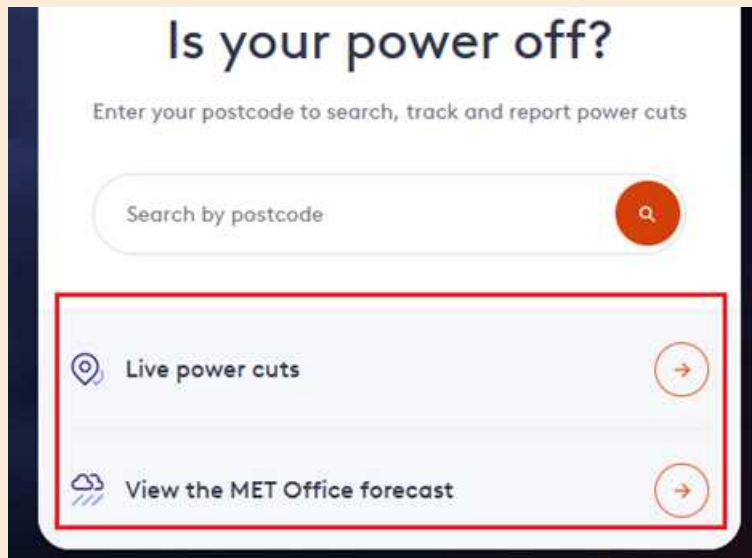 Is your power off?
Enter your postcode to search, track and report power cuts
Search by postcode
Live power cuts
View the MET Office forecast